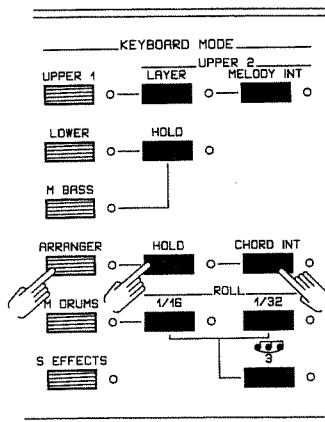 KEYBOARD MODE
UPPER 2
UPPER 1 LAYER MELODY INT
LOWER HOLD
M BASS
ARRANGER HOLD CHORD INT
ROLL
M DRUMS 1/16 1/32
3
S EFFECTS